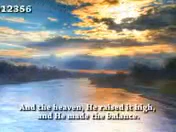 12356
And the heaven, He raised it high,
and He made the balance.